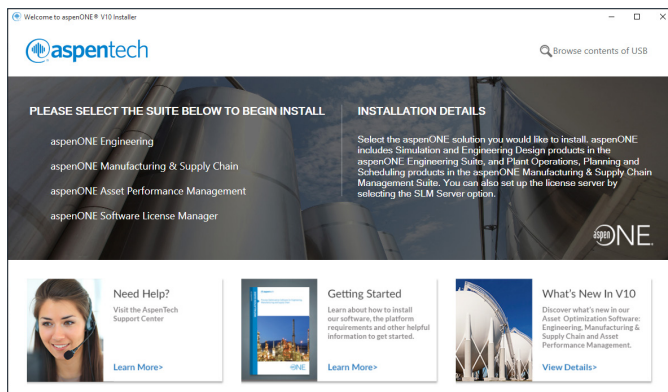 Welcome to aspenONE® V10 Installer
aspentech
Browse contents of USB
PLEASE SELECT THE SUITE BELOW TO BEGIN INSTALL
aspenONE Engineering
aspenONE Manufacturing & Supply Chain
aspenONE Asset Performance Management
aspenONE Software License Manager
INSTALLATION DETAILS
Select the aspenONE solution you would like to install. aspenONE
includes Simulation and Engineering Design products in the
aspenONE Engineering Suite, and Plant Operations, Planning and
Scheduling products in the aspenONE Manufacturing & Supply Chain
Management Suite. You can also set up the license server by
selecting the SLM Server option.
aspen ONE
Need Help?
Visit the AspenTech
Support Center
Learn More>
Getting Started
Learn about how to install
our software, the platform
requirements and other helpful
information to get started.
Learn More>
What's New In V10
Discover what's new in our
Asset Optimization Software:
Engineering, Manufacturing &
Supply Chain and Asset
Performance Management.
View Details>